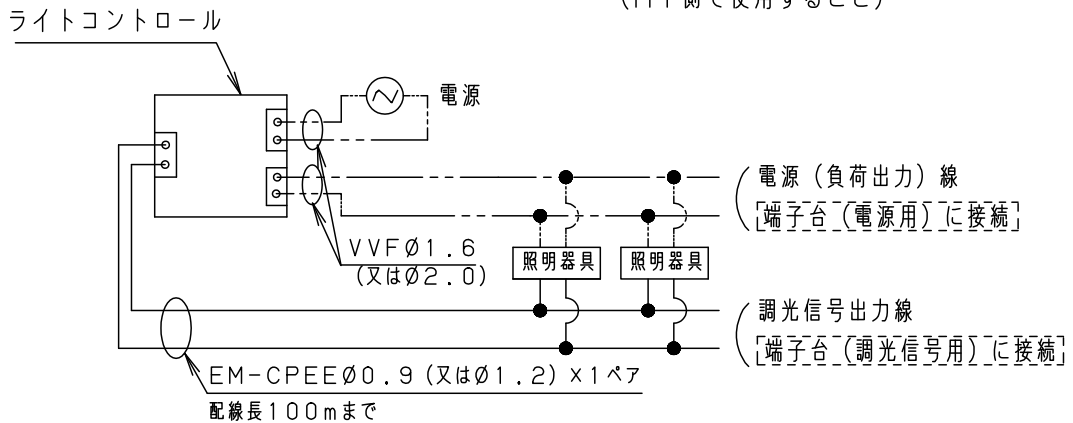 ライトコントロール
電源
電源（負荷出力）線
端子台（電源用）に接続
VVFØ1.6
（又はØ2.0）
照明器具
照明器具
調光信号出力線
端子台（調光信号用）に接続
EM-CPEEØ0.9（又はØ1.2）×1ペア
配線長100mまで